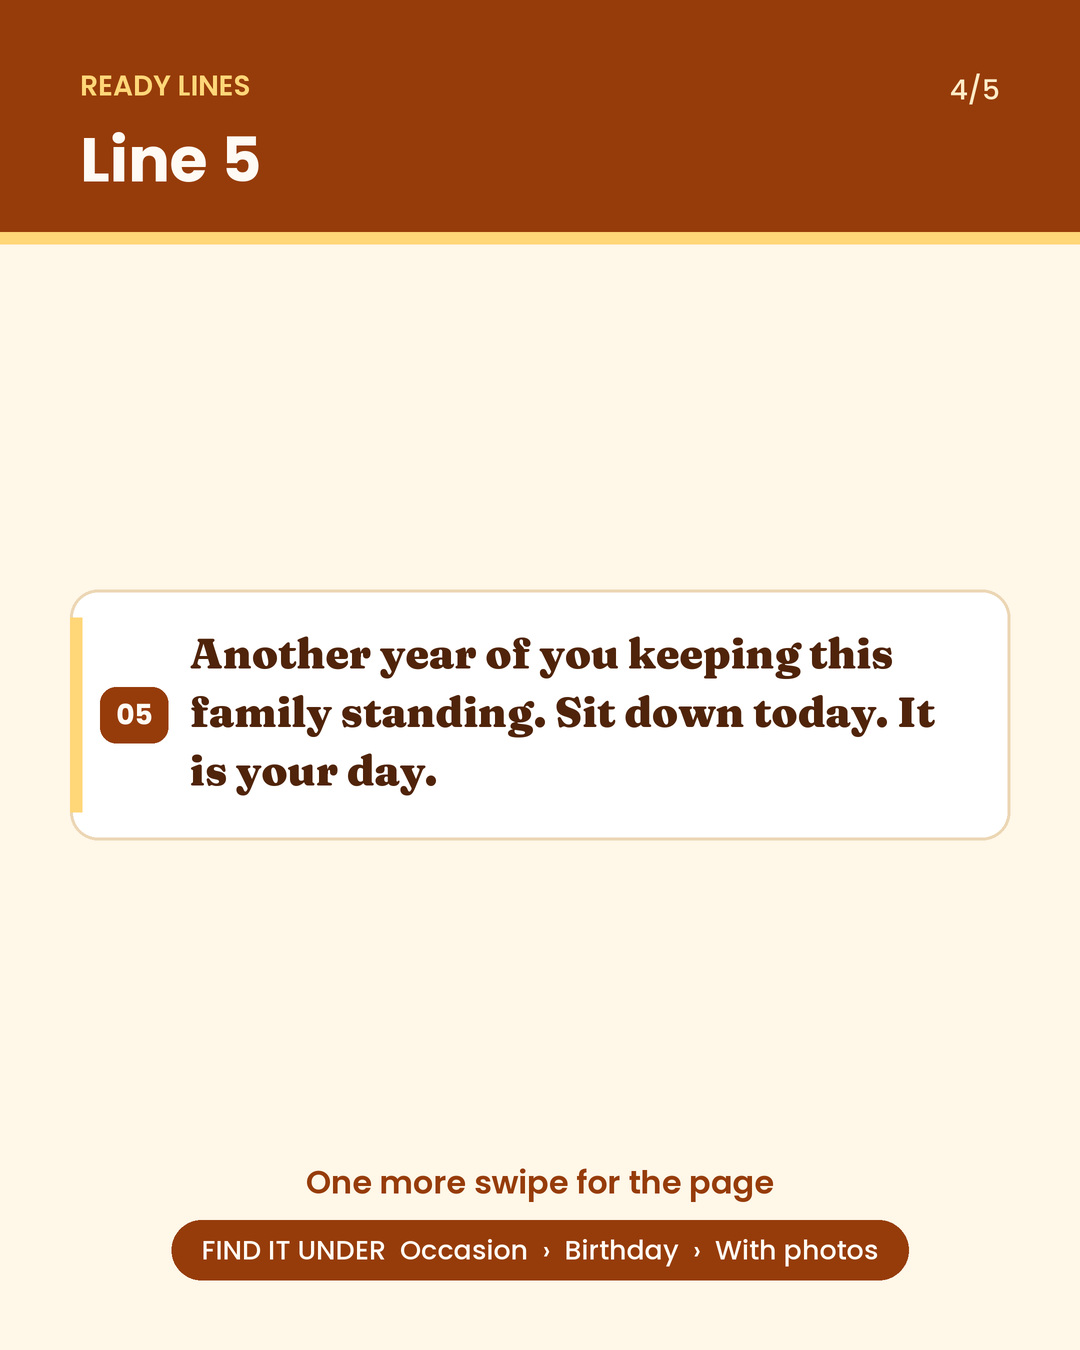 READY LINES
4/5
Line 5
05
Another year of you keeping this
family standing. Sit down today. It
is your day.
One more swipe for the page
FIND IT UNDER Occasion › Birthday › With photos